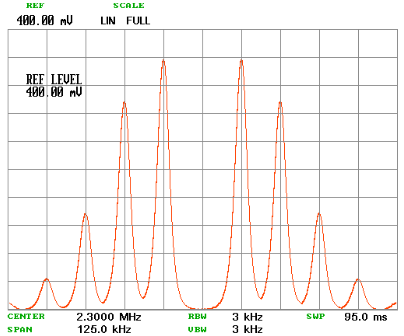 REF SCALE
400.00 mV LIN FULL
REF LEVEL
400.00 mV
CENTER 2.3000 MHz RBW 3 kHz SWP 95.0 ms
SPAN 125.0 kHz VBW 3 kHz